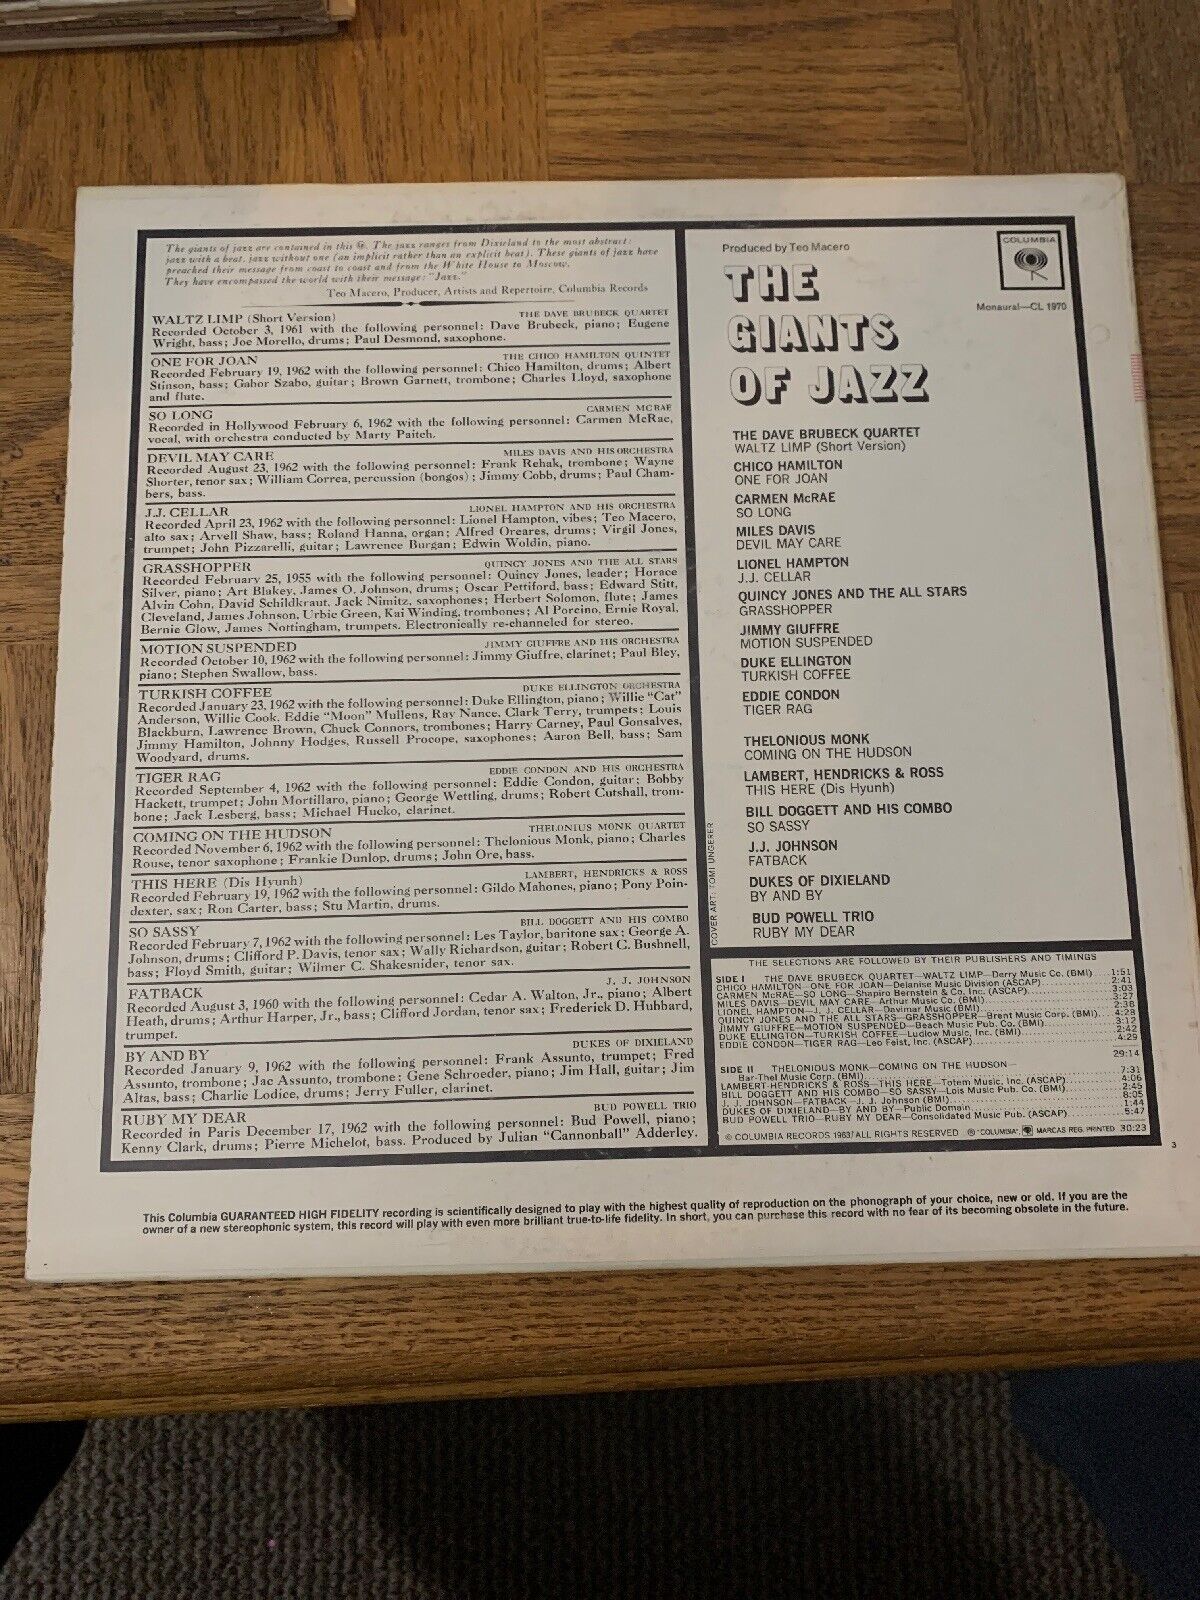 The giants of jazz are contained in this ℗. The jazz ranges from Dixieland to the most abstract:
jazz with a beat, jazz without one (an implicit rather than an explicit beat). These giants of jazz have
preached their message from coast to coast and from the White House to Moscow.
They have encompassed the world with their message: "Jazz."
Teo Macero, Producer, Artists and Repertoire, Columbia Records
WALTZ LIMP (Short Version) THE DAVE BRUBECK QUARTET
Recorded October 3, 1961 with the following personnel: Dave Brubeck, piano; Eugene
Wright, bass; Joe Morello, drums; Paul Desmond, saxophone.
ONE FOR JOAN THE CHICO HAMILTON QUINTET
Recorded February 19, 1962 with the following personnel: Chico Hamilton, drums; Albert
Stinson, bass; Gabor Szabo, guitar; Brown Garnett, trombone; Charles Lloyd, saxophone
and flute.
SO LONG CARMEN MCRAE
Recorded in Hollywood February 6, 1962 with the following personnel: Carmen McRae,
vocal, with orchestra conducted by Marty Paitch.
DEVIL MAY CARE MILES DAVIS AND HIS ORCHESTRA
Recorded August 23, 1962 with the following personnel: Frank Rehak, trombone; Wayne
Shorter, tenor sax; William Correa, percussion (bongos); Jimmy Cobb, drums; Paul Cham-
bers, bass.
J.J. CELLAR LIONEL HAMPTON AND HIS ORCHESTRA
Recorded April 23, 1962 with the following personnel: Lionel Hampton, vibes; Teo Macero,
alto sax; Arvell Shaw, bass; Roland Hanna, organ; Alfred Oreares, drums; Virgil Jones,
trumpet; John Pizzarelli, guitar; Lawrence Burgan; Edwin Woldin, piano.
GRASSHOPPER QUINCY JONES AND THE ALL STARS
Recorded February 25, 1955 with the following personnel: Quincy Jones, leader; Horace
Silver, piano; Art Blakey, James O. Johnson, drums; Oscar Pettiford, bass; Edward Stitt,
Alvin Cohn, David Schildkraut, Jack Nimitz, saxophones; Herbert Solomon, flute; James
Cleveland, James Johnson, Urbie Green, Kai Winding, trombones; Al Porcino, Ernie Royal,
Bernie Glow, James Nottingham, trumpets. Electronically re-channeled for stereo.
MOTION SUSPENDED JIMMY GIUFFRE AND HIS ORCHESTRA
Recorded October 10, 1962 with the following personnel: Jimmy Giuffre, clarinet; Paul Bley,
piano; Stephen Swallow, bass.
TURKISH COFFEE DUKE ELLINGTON ORCHESTRA
Recorded January 23, 1962 with the following personnel: Duke Ellington, piano; Willie "Cat"
Anderson, Willie Cook, Eddie "Moon" Mullens, Ray Nance, Clark Terry, trumpets; Louis
Blackburn, Lawrence Brown, Chuck Connors, trombones; Harry Carney, Paul Gonsalves,
Jimmy Hamilton, Johnny Hodges, Russell Procope, saxophones; Aaron Bell, bass; Sam
Woodyard, drums.
TIGER RAG EDDIE CONDON AND HIS ORCHESTRA
Recorded September 4, 1962 with the following personnel: Eddie Condon, guitar; Bobby
Hackett, trumpet; John Mortillaro, piano; George Wettling, drums; Robert Cutshall, trom-
bone; Jack Lesberg, bass; Michael Hucko, clarinet.
COMING ON THE HUDSON THELONIUS MONK QUARTET
Recorded November 6, 1962 with the following personnel: Thelonious Monk, piano; Charles
Rouse, tenor saxophone; Frankie Dunlop, drums; John Ore, bass.
THIS HERE (Dis Hyunh) LAMBERT, HENDRICKS & ROSS
Recorded February 19, 1962 with the following personnel: Gildo Mahones, piano; Pony Poin-
dexter, sax; Ron Carter, bass; Stu Martin, drums.
SO SASSY BILL DOGGETT AND HIS COMBO
Recorded February 7, 1962 with the following personnel: Les Taylor, baritone sax; George A.
Johnson, drums; Clifford P. Davis, tenor sax; Wally Richardson, guitar; Robert C. Bushnell,
bass; Floyd Smith, guitar; Wilmer C. Shakesnider, tenor sax.
FATBACK J. J. JOHNSON
Recorded August 3, 1960 with the following personnel: Cedar A. Walton, Jr., piano; Albert
Heath, drums; Arthur Harper, Jr., bass; Clifford Jordan, tenor sax; Frederick D. Hubbard,
trumpet.
BY AND BY DUKES OF DIXIELAND
Recorded January 9, 1962 with the following personnel: Frank Assunto, trumpet; Fred
Assunto, trombone; Jac Assunto, trombone; Gene Schroeder, piano; Jim Hall, guitar; Jim
Altas, bass; Charlie Lodice, drums; Jerry Fuller, clarinet.
RUBY MY DEAR BUD POWELL TRIO
Recorded in Paris December 17, 1962 with the following personnel: Bud Powell, piano;
Kenny Clark, drums; Pierre Michelot, bass. Produced by Julian "Cannonball" Adderley.
Produced by Teo Macero
COLUMBIA
Monaural—CL 1970
THE
GIANTS
OF JAZZ
THE DAVE BRUBECK QUARTET
WALTZ LIMP (Short Version)
CHICO HAMILTON
ONE FOR JOAN
CARMEN McRAE
SO LONG
MILES DAVIS
DEVIL MAY CARE
LIONEL HAMPTON
J.J. CELLAR
QUINCY JONES AND THE ALL STARS
GRASSHOPPER
JIMMY GIUFFRE
MOTION SUSPENDED
DUKE ELLINGTON
TURKISH COFFEE
EDDIE CONDON
TIGER RAG
THELONIOUS MONK
COMING ON THE HUDSON
LAMBERT, HENDRICKS & ROSS
THIS HERE (Dis Hyunh)
BILL DOGGETT AND HIS COMBO
SO SASSY
J.J. JOHNSON
FATBACK
DUKES OF DIXIELAND
BY AND BY
BUD POWELL TRIO
RUBY MY DEAR
COVER ART: TOMI UNGERER
THE SELECTIONS ARE FOLLOWED BY THEIR PUBLISHERS AND TIMINGS
SIDE I THE DAVE BRUBECK QUARTET—WALTZ LIMP—Derry Music Co. (BMI)....1:51
CHICO HAMILTON—ONE FOR JOAN—Delanise Music Division (ASCAP)....2:41
CARMEN McRAE—SO LONG—Shapiro Bernstein & Co. Inc. (ASCAP)....3:03
MILES DAVIS—DEVIL MAY CARE—Arthur Music Co. (BMI)....3:27
LIONEL HAMPTON—J. J. CELLAR—Davimar Music (BMI)....2:38
QUINCY JONES AND THE ALL STARS—GRASSHOPPER—Brent Music Corp. (BMI)....4:28
JIMMY GIUFFRE—MOTION SUSPENDED—Beach Music Pub. Co. (BMI)....3:12
DUKE ELLINGTON—TURKISH COFFEE—Ludlow Music, Inc. (BMI)....2:42
EDDIE CONDON—TIGER RAG—Leo Feist, Inc. (ASCAP)....4:29
29:14
SIDE II THELONIOUS MONK—COMING ON THE HUDSON—
Bar-Thel Music Corp. (BMI)....7:31
LAMBERT-HENDRICKS & ROSS—THIS HERE—Totem Music, Inc. (ASCAP)....4:06
BILL DOGGETT AND HIS COMBO—SO SASSY—Lois Music Pub. Co. (BMI)....2:45
J. J. JOHNSON—FATBACK—J. J. Johnson (BMI)....8:05
DUKES OF DIXIELAND—BY AND BY—Public Domain....1:44
BUD POWELL TRIO—RUBY MY DEAR—Consolidated Music Pub. (ASCAP)....5:47
© COLUMBIA RECORDS 1963/ALL RIGHTS RESERVED ® "COLUMBIA", MARCAS REG. PRINTED 30:23
3
This Columbia GUARANTEED HIGH FIDELITY recording is scientifically designed to play with the highest quality of reproduction on the phonograph of your choice, new or old. If you are the
owner of a new stereophonic system, this record will play with even more brilliant true-to-life fidelity. In short, you can purchase this record with no fear of its becoming obsolete in the future.